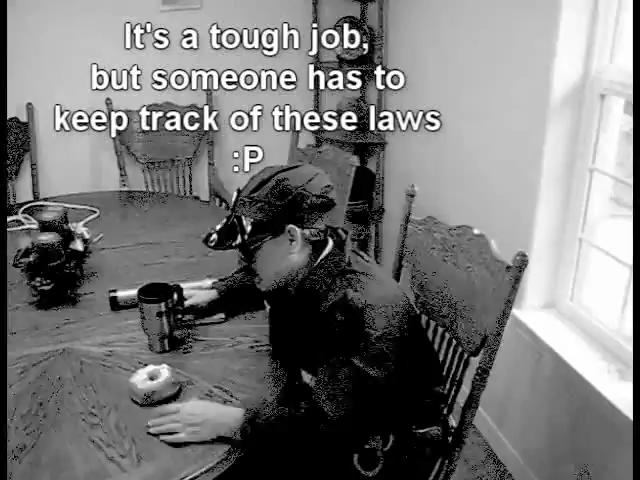 It's a tough job,
but someone has to
keep track of these laws
:P